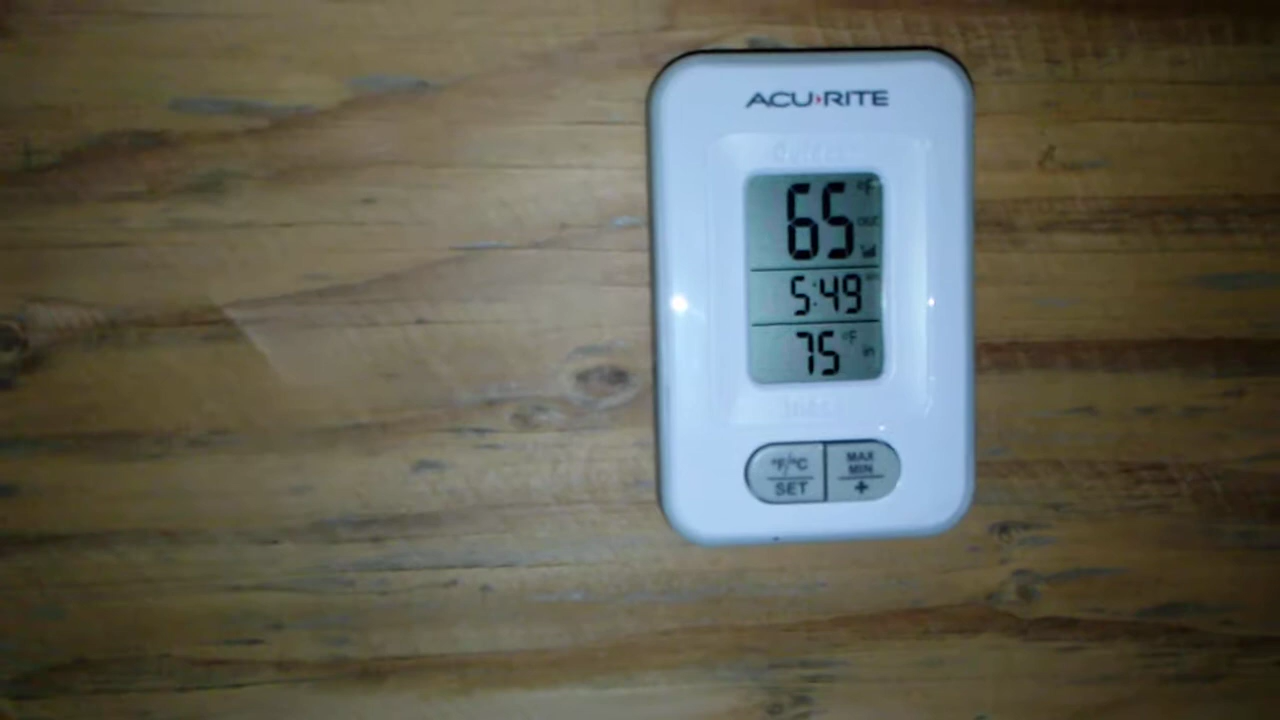 ACU›RITE
65 °F
OUT
5:49
75 °F in
°F/°C
SET
MAX
MIN
+